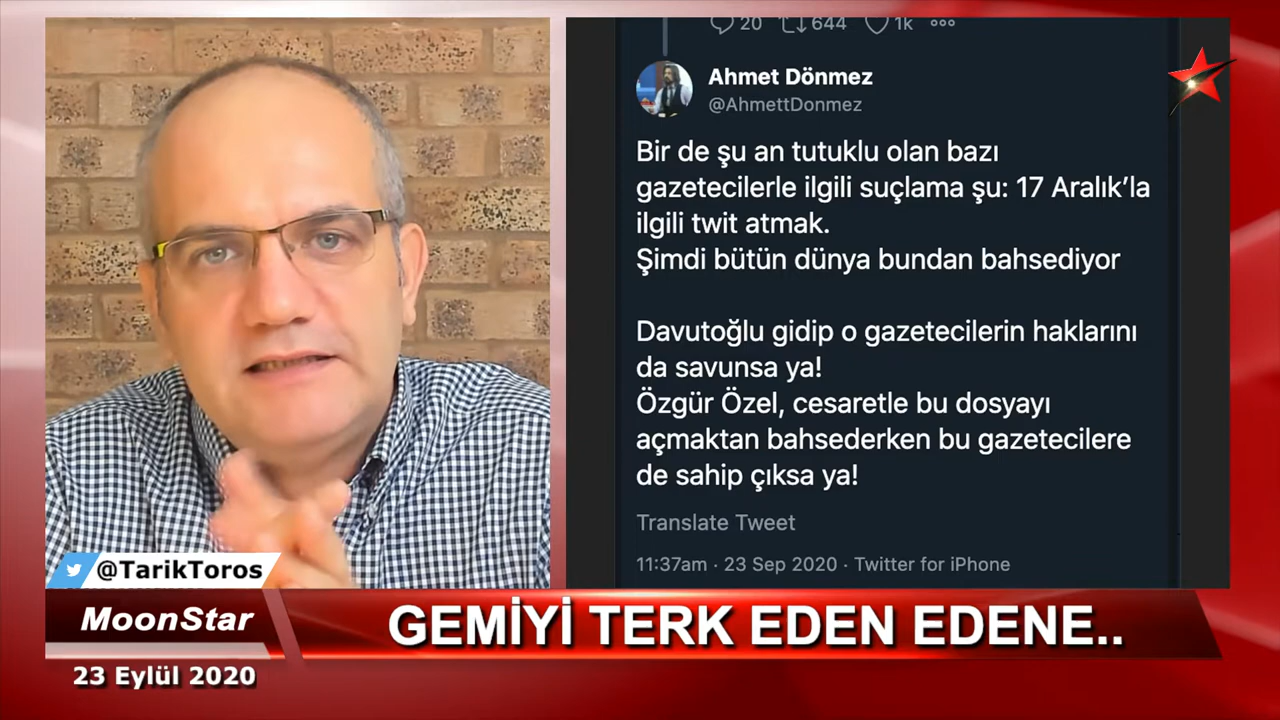 20 644 1k
Ahmet Dönmez
@AhmettDonmez
Bir de şu an tutuklu olan bazı
gazetecilerle ilgili suçlama şu: 17 Aralık’la
ilgili twit atmak.
Şimdi bütün dünya bundan bahsediyor
Davutoğlu gidip o gazetecilerin haklarını
da savunsa ya!
Özgür Özel, cesaretle bu dosyayı
açmaktan bahsederken bu gazetecilere
de sahip çıksa ya!
Translate Tweet
11:37am · 23 Sep 2020 · Twitter for iPhone
@TarikToros
MoonStar
GEMİYİ TERK EDEN EDENE..
23 Eylül 2020